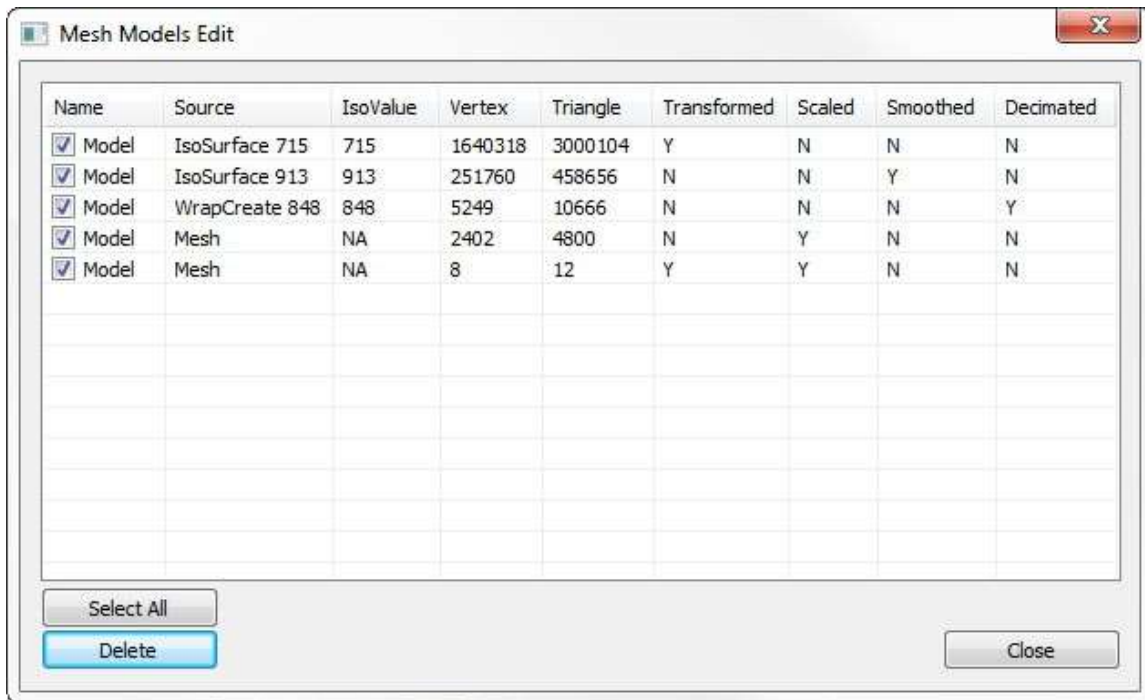 Mesh Models Edit
Name Source IsoValue Vertex Triangle Transformed Scaled Smoothed Decimated
Model IsoSurface 715 715 1640318 3000104 Y N N N
Model IsoSurface 913 913 251760 458656 N N Y N
Model WrapCreate 848 848 5249 10666 N N N Y
Model Mesh NA 2402 4800 N Y N N
Model Mesh NA 8 12 Y Y N N
Select All
Delete Close